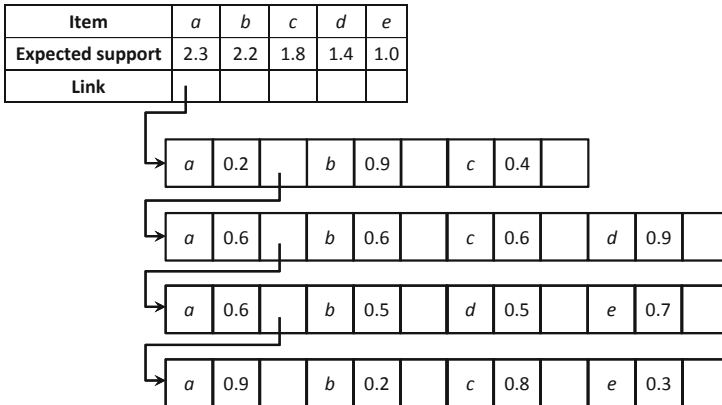 Item a b c d e
Expected support 2.3 2.2 1.8 1.4 1.0
Link
a 0.2 b 0.9 c 0.4
a 0.6 b 0.6 c 0.6 d 0.9
a 0.6 b 0.5 d 0.5 e 0.7
a 0.9 b 0.2 c 0.8 e 0.3